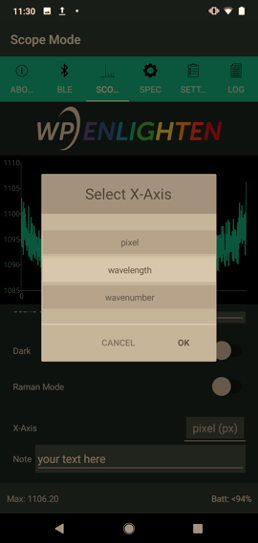 11:30
Scope Mode
ABO... BLE SCO... SPEC SETT... LOG
WP ENLIGHTEN
1110
1105
1100
1095
1090
1085
0
Select X-Axis
pixel
wavelength
wavenumber
CANCEL OK
Dark
Raman Mode
X-Axis pixel (px)
Note your text here
Max: 1106.20 Batt: <94%